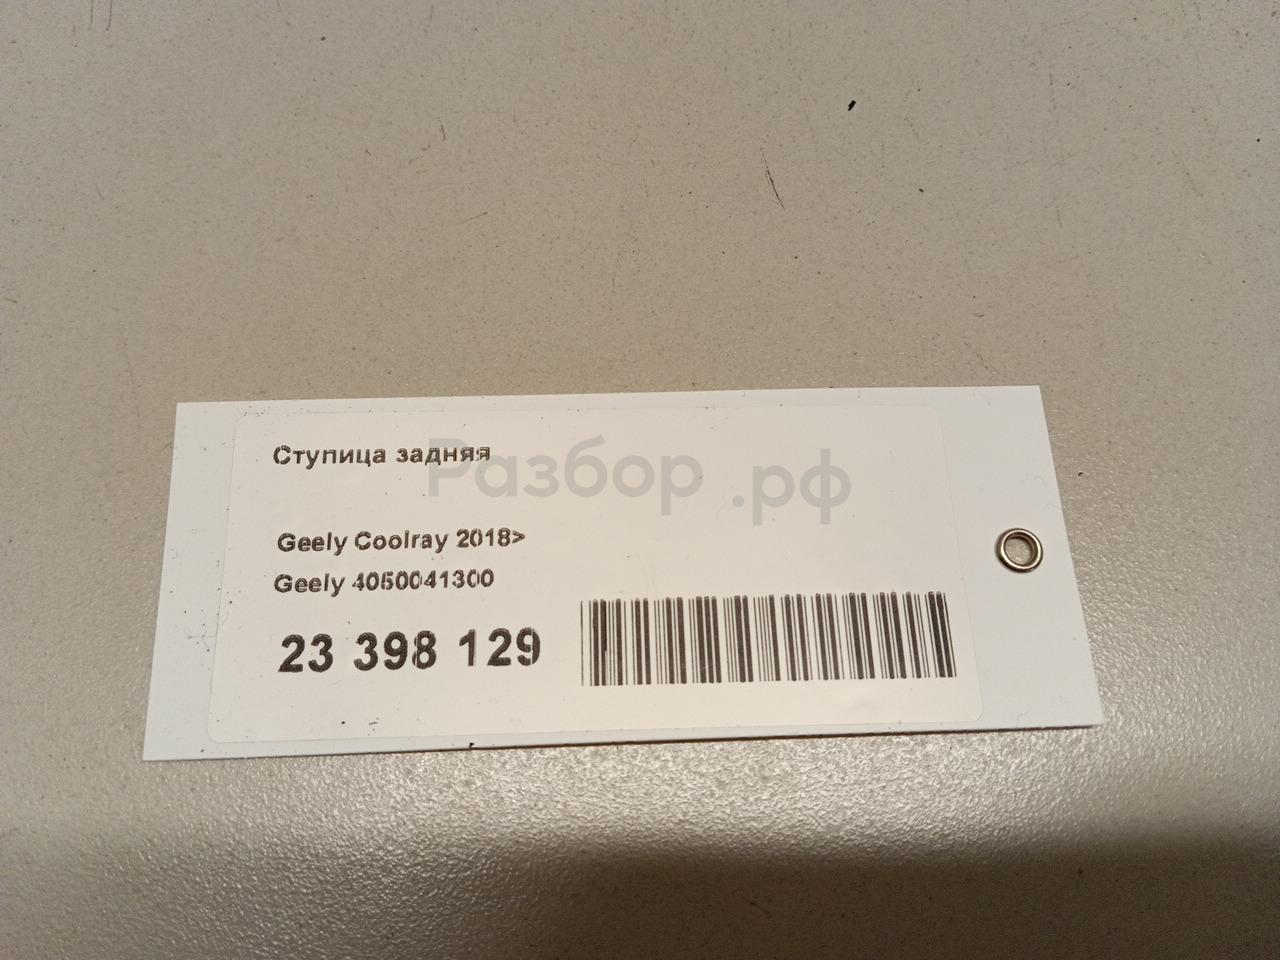 Ступица задняя
Разбор .рф
Geely Coolray 2018>
Geely 4050041300
23 398 129